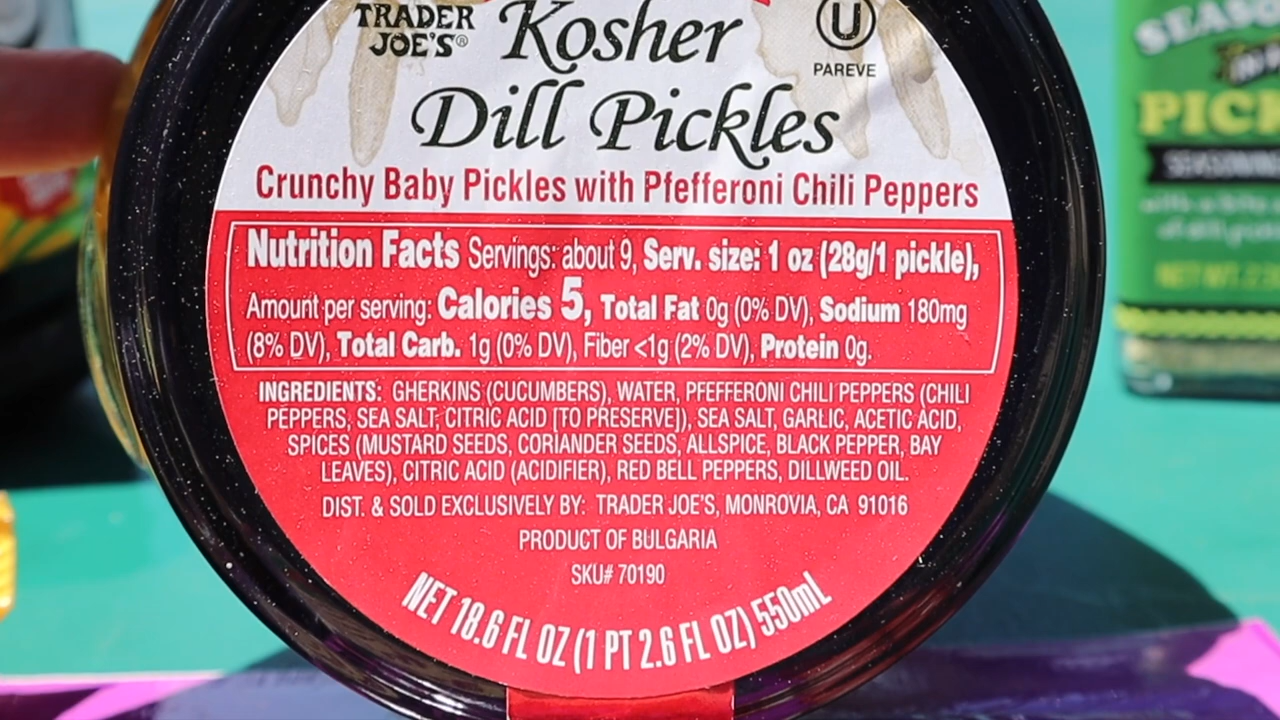 TRADER
JOE'S®
Kosher
U
PAREVE
Dill Pickles
Crunchy Baby Pickles with Pfefferoni Chili Peppers
Nutrition Facts Servings: about 9, Serv. size: 1 oz (28g/1 pickle),
Amount per serving: Calories 5, Total Fat 0g (0% DV), Sodium 180mg
(8% DV), Total Carb. 1g (0% DV), Fiber <1g (2% DV), Protein 0g.
INGREDIENTS: GHERKINS (CUCUMBERS), WATER, PFEFFERONI CHILI PEPPERS (CHILI
PEPPERS, SEA SALT, CITRIC ACID [TO PRESERVE]), SEA SALT, GARLIC, ACETIC ACID,
SPICES (MUSTARD SEEDS, CORIANDER SEEDS, ALLSPICE, BLACK PEPPER, BAY
LEAVES), CITRIC ACID (ACIDIFIER), RED BELL PEPPERS, DILLWEED OIL.
DIST. & SOLD EXCLUSIVELY BY: TRADER JOE'S, MONROVIA, CA 91016
PRODUCT OF BULGARIA
SKU# 70190
NET 18.6 FL OZ (1 PT 2.6 FL OZ) 550mL
SEASO
PICK
SEASONING
NET WT. 2.3